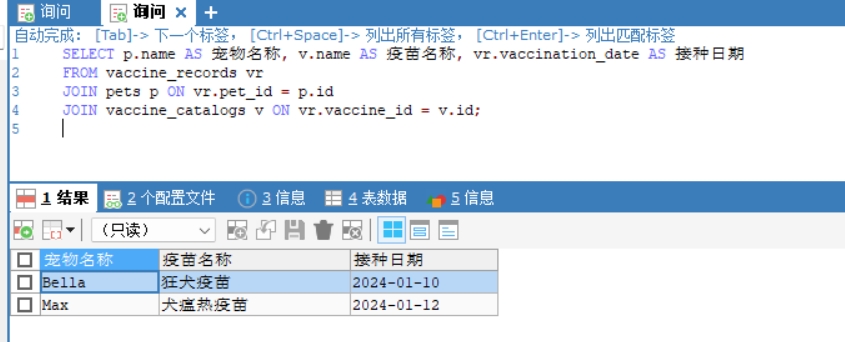 询问 询问 × +
自动完成: [Tab]-> 下一个标签, [Ctrl+Space]-> 列出所有标签, [Ctrl+Enter]-> 列出匹配标签
1 SELECT p.name AS 宠物名称, v.name AS 疫苗名称, vr.vaccination_date AS 接种日期
2 FROM vaccine_records vr
3 JOIN pets p ON vr.pet_id = p.id
4 JOIN vaccine_catalogs v ON vr.vaccine_id = v.id;
5
1 结果 2 个配置文件 3 信息 4 表数据 5 信息
(只读)
宠物名称 疫苗名称 接种日期
Bella 狂犬疫苗 2024-01-10
Max 犬瘟热疫苗 2024-01-12